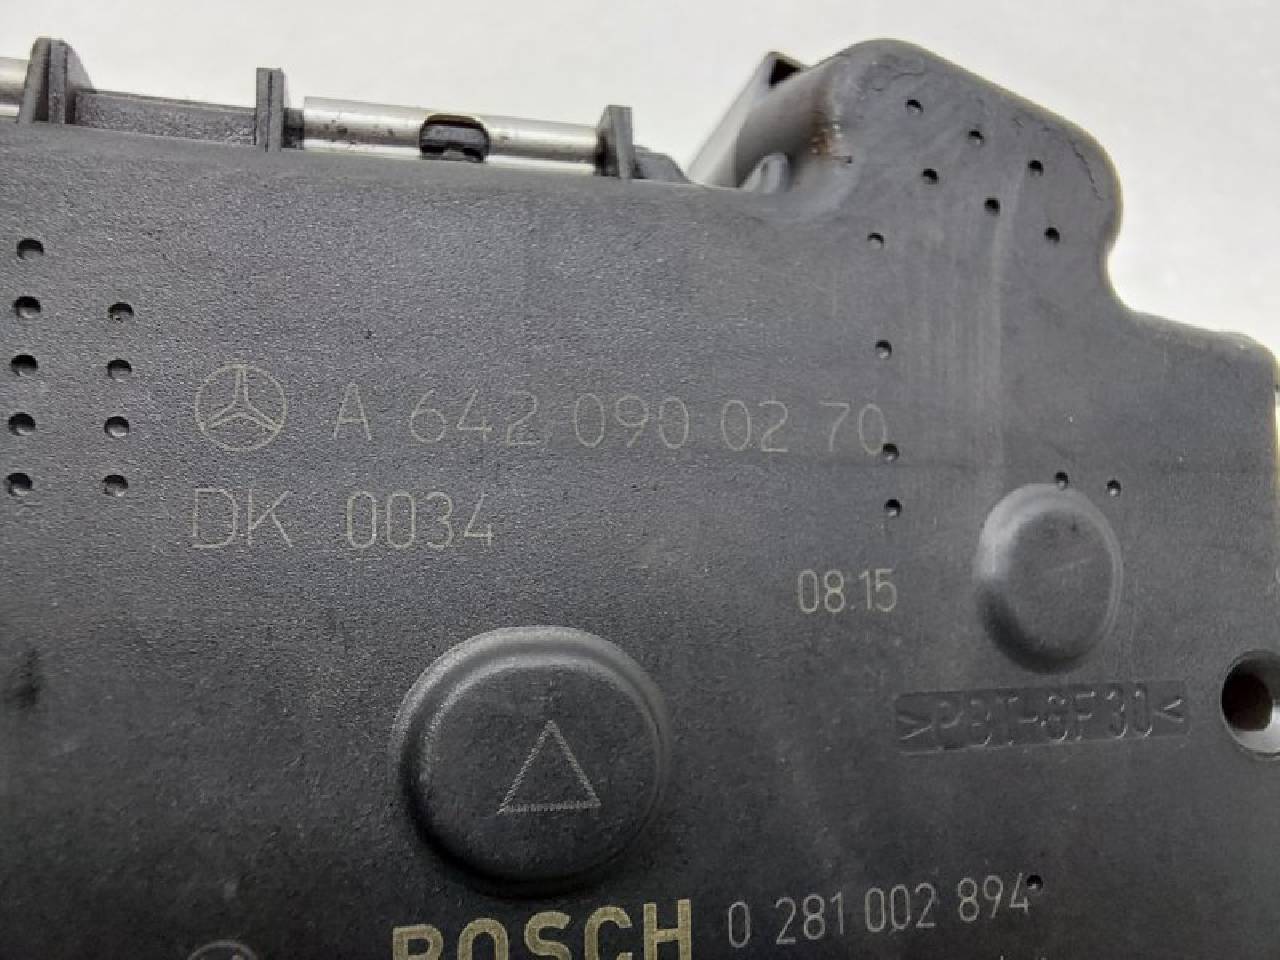 A 642 090 02 70
DK 0034
08.15
>PBT-GF30<
BOSCH 0 281 002 894